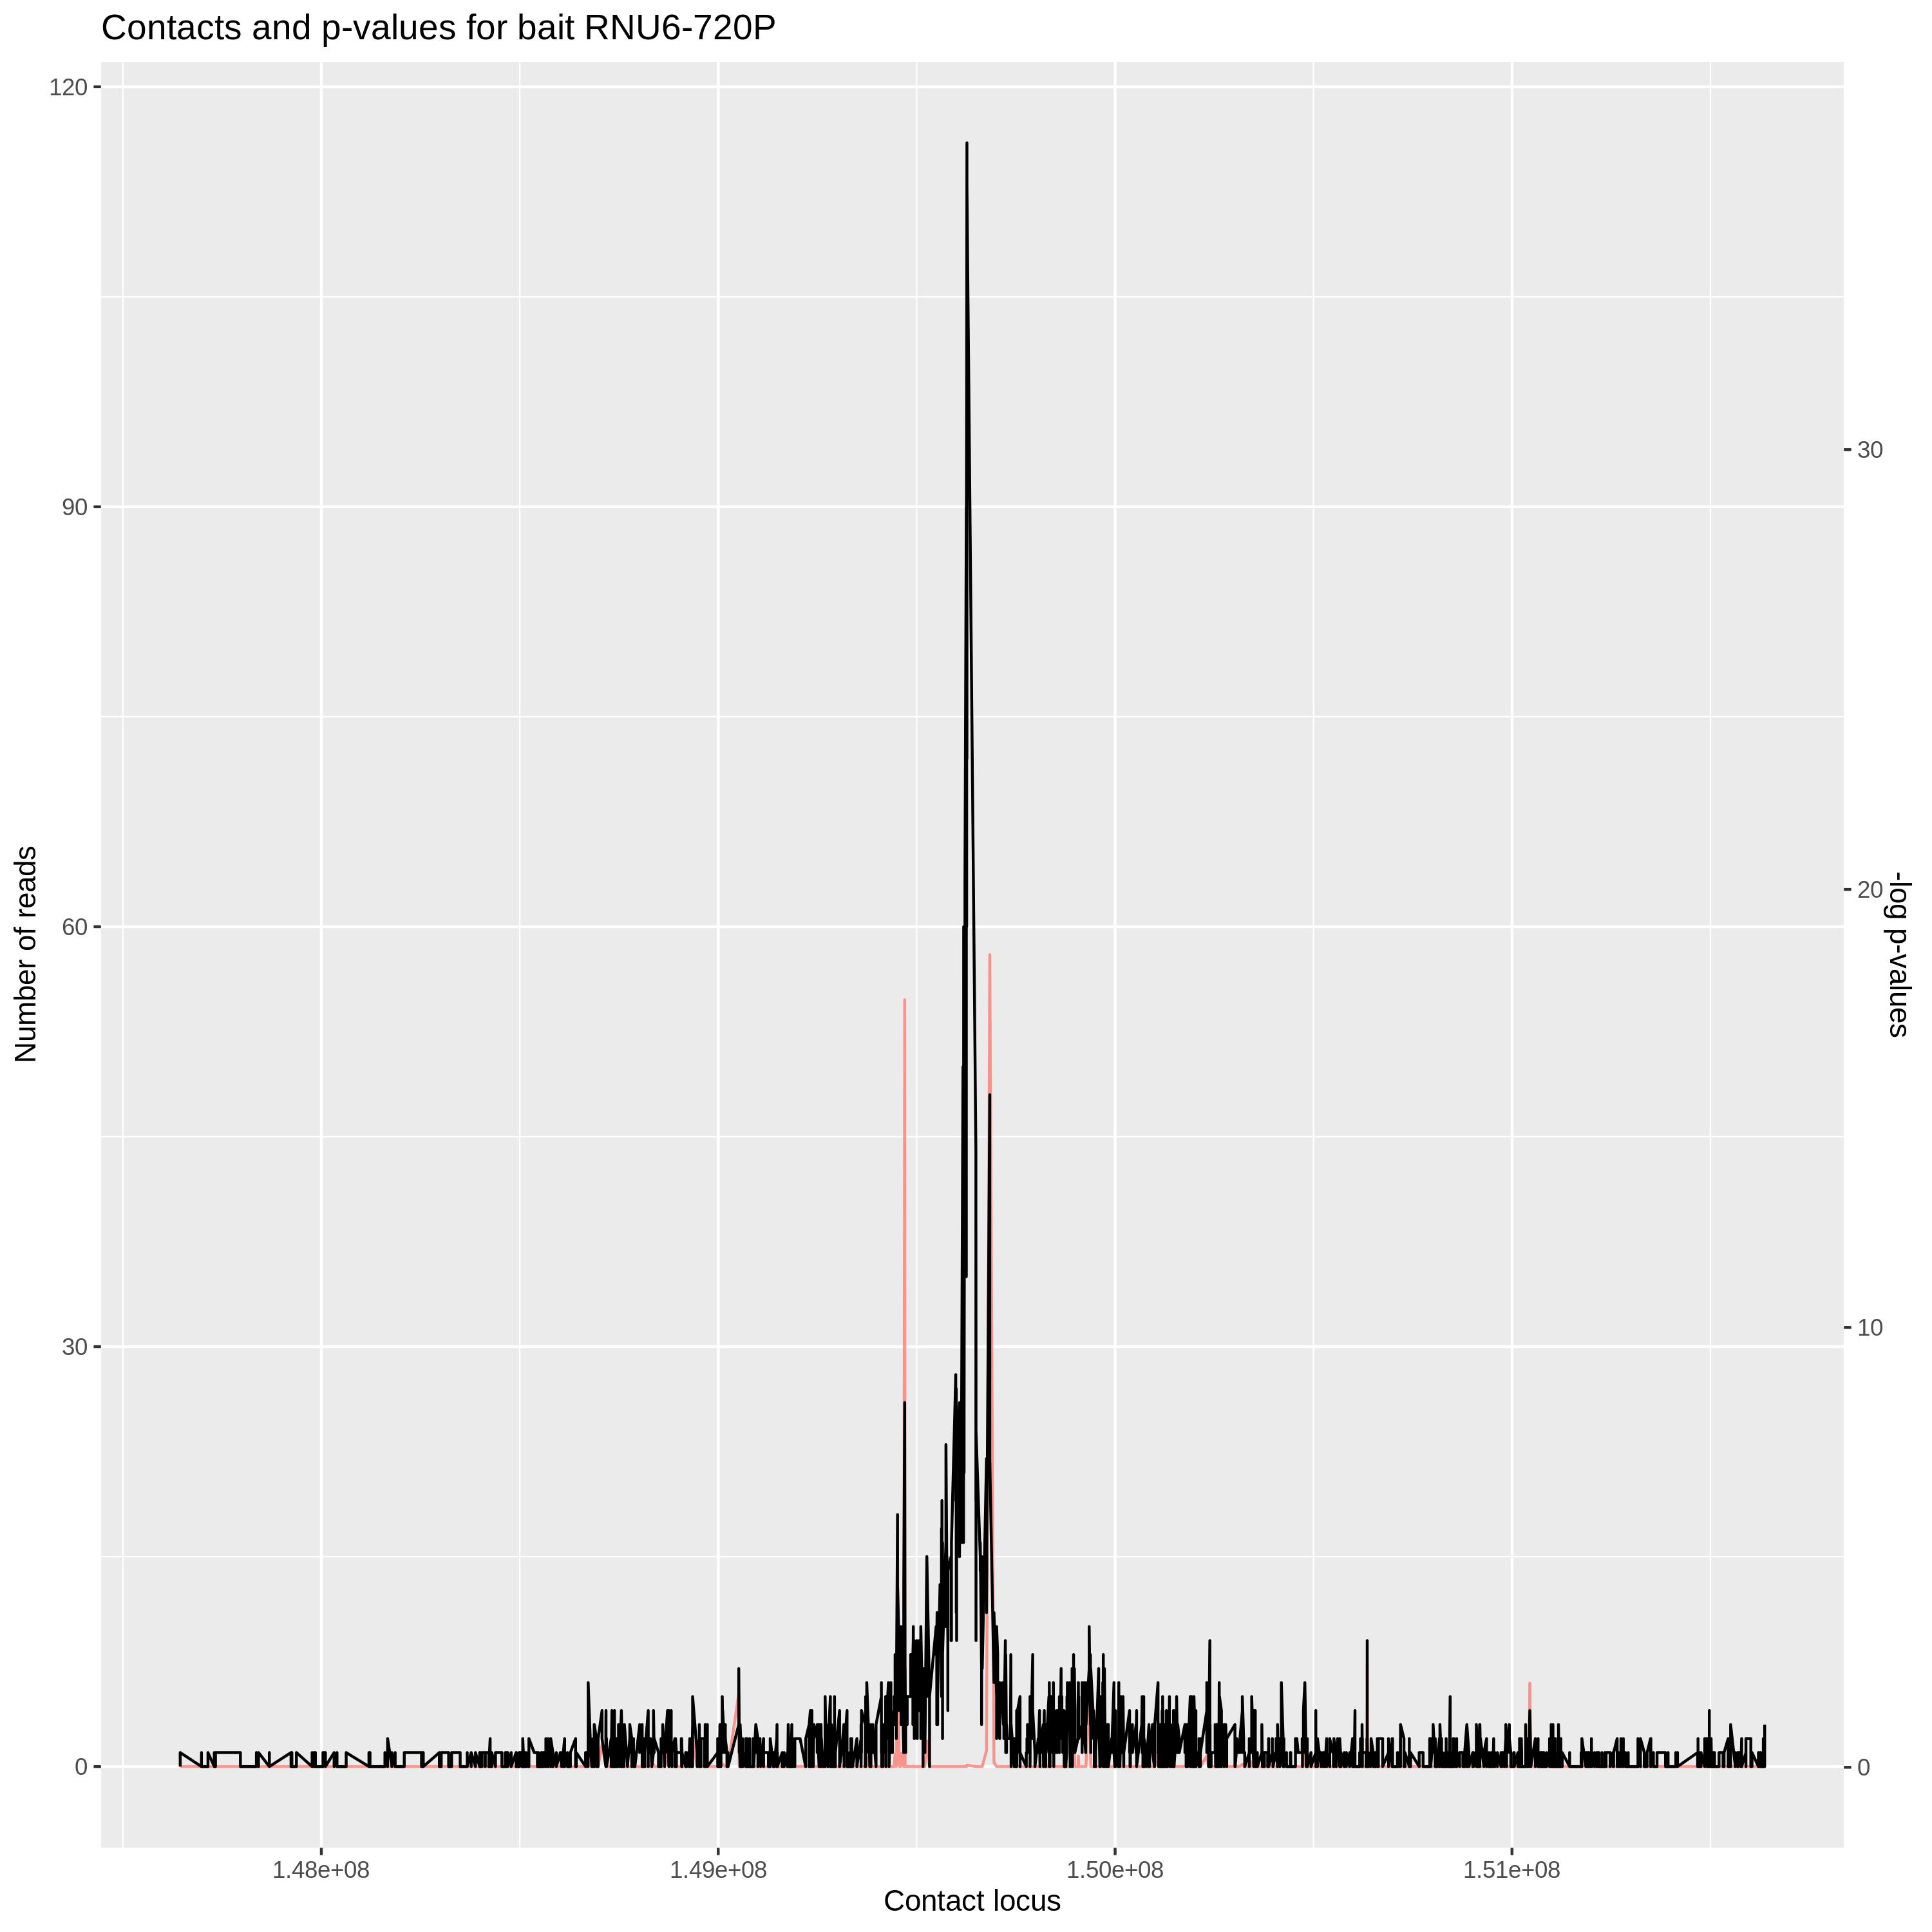 Contacts and p-values for bait RNU6-720P
120
90
60
30
0
Number of reads
30
20
10
0
-log p-values
1.48e+08
1.49e+08
1.50e+08
1.51e+08
Contact locus